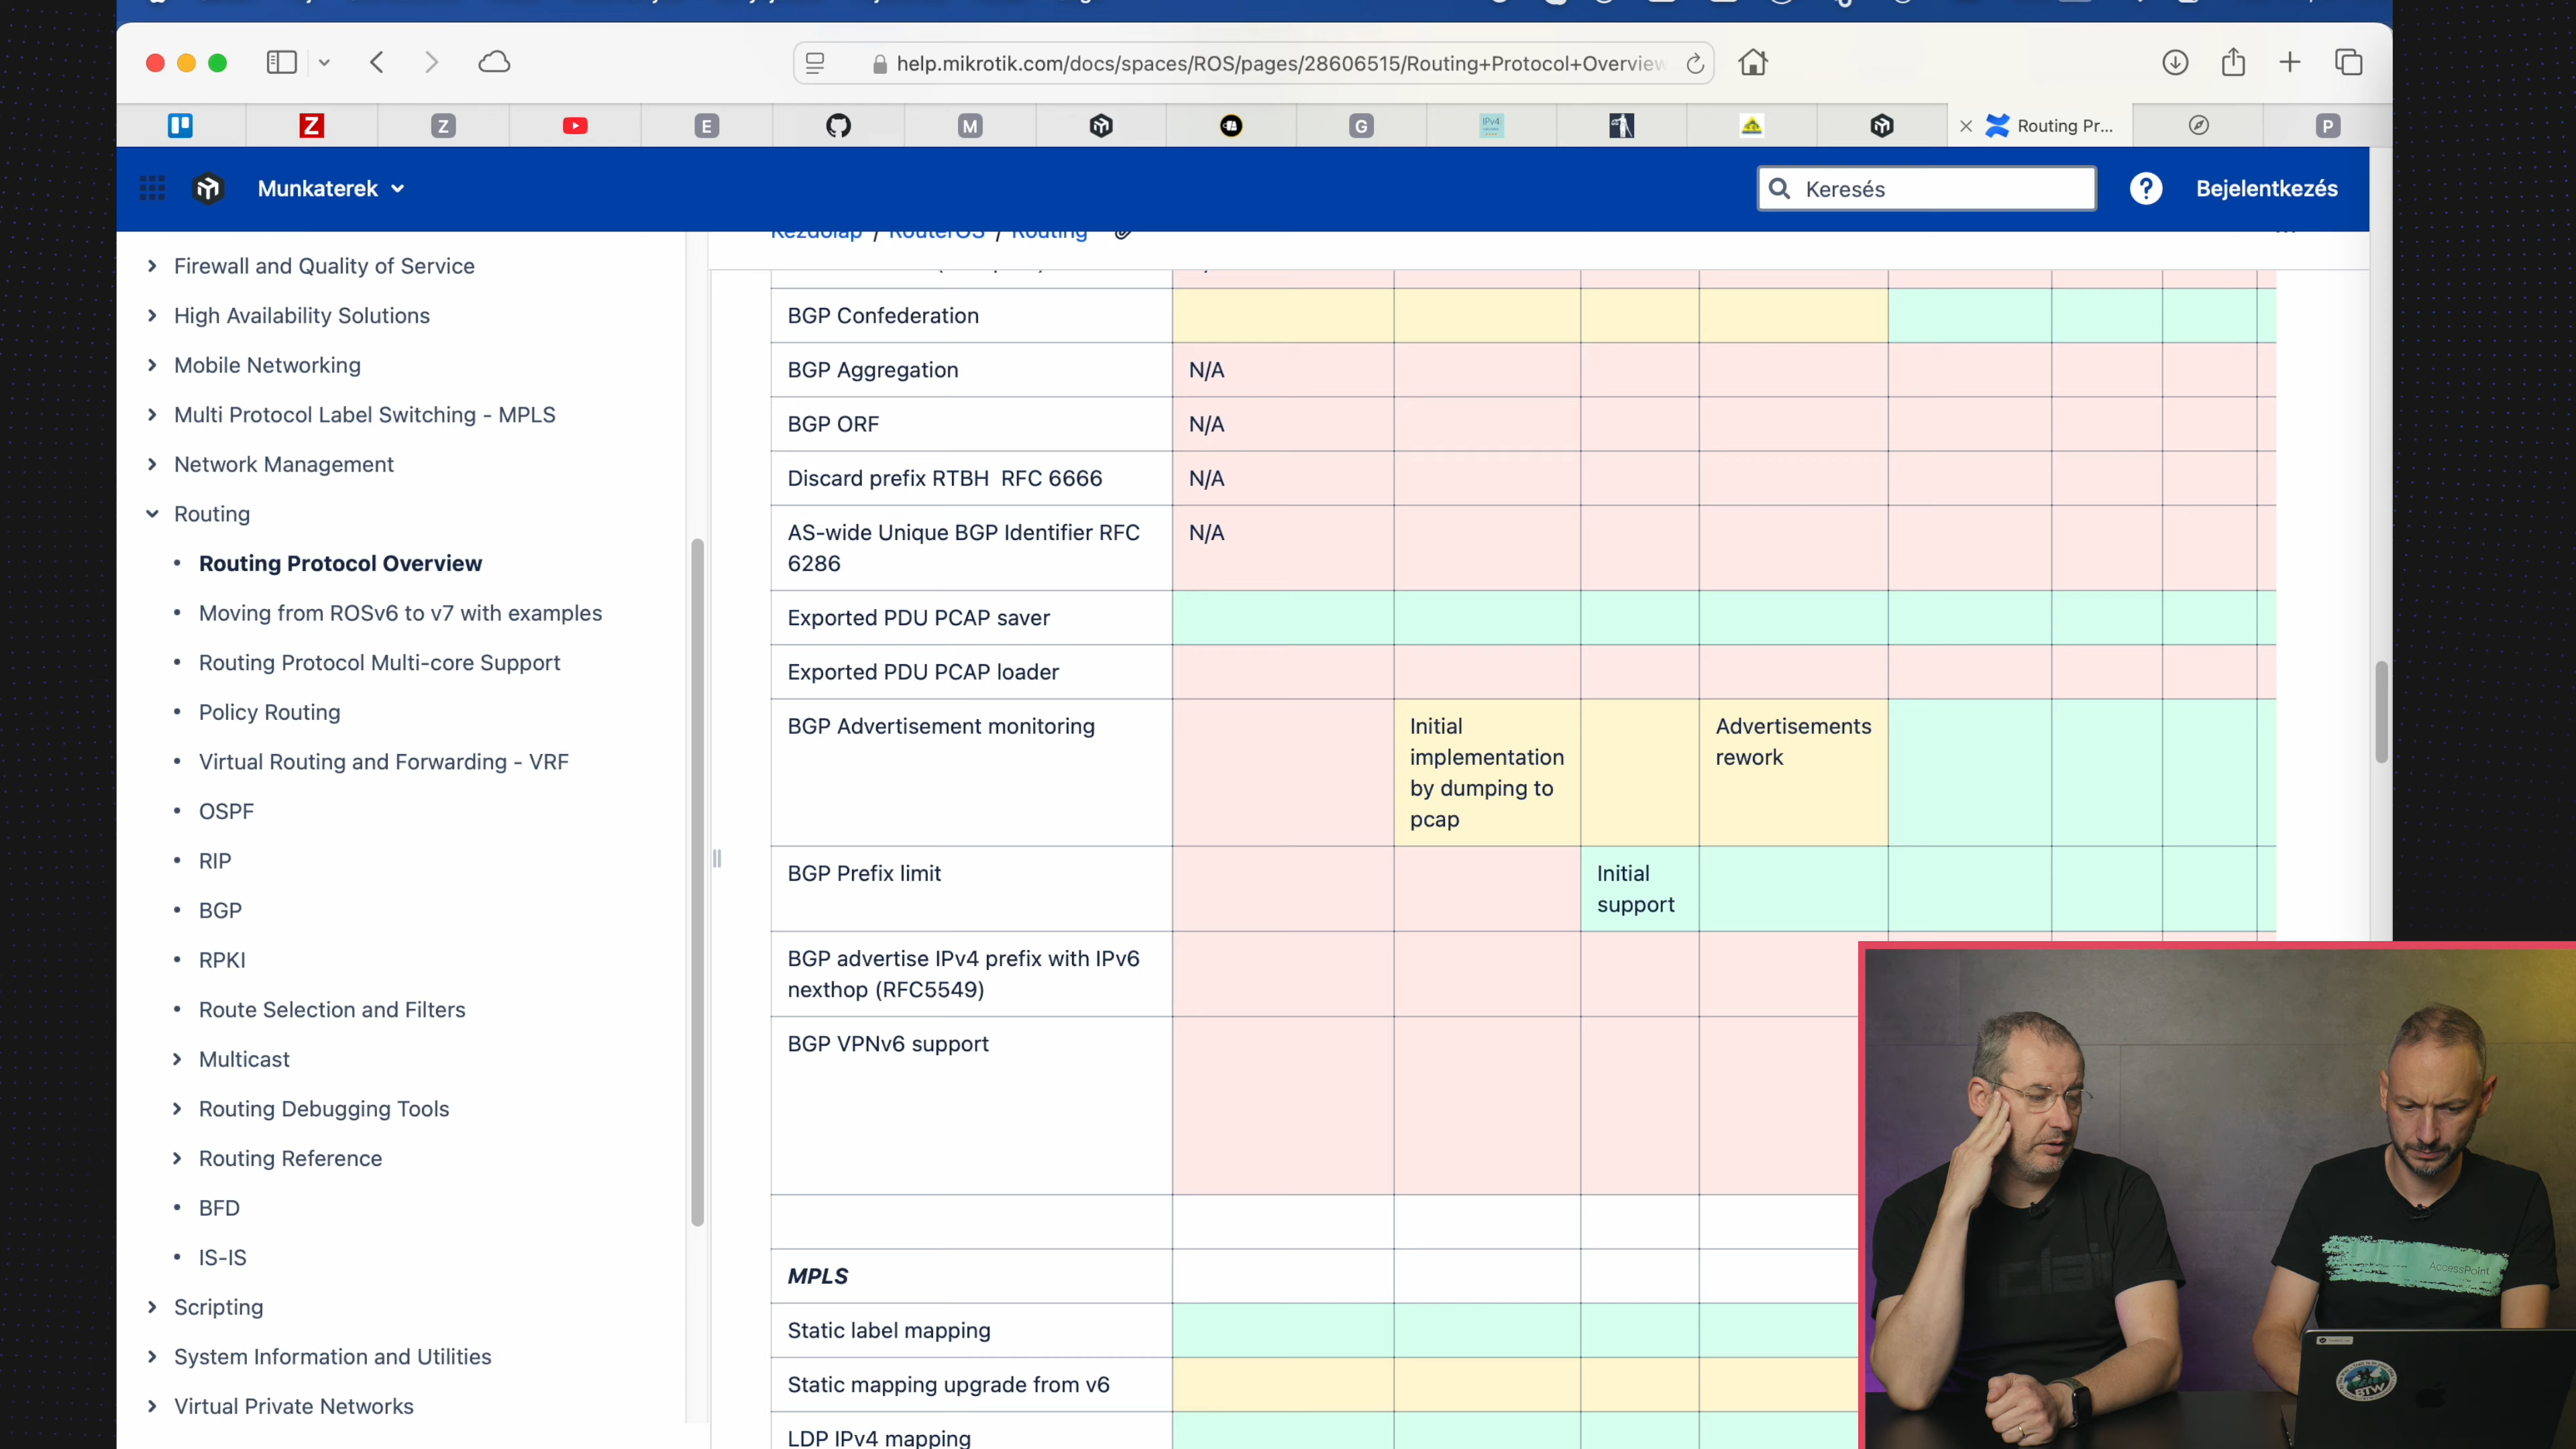 help.mikrotik.com/docs/spaces/ROS/pages/28606515/Routing+Protocol+Overview
Z
Z
E
M
G
IPv4
Routing Pr...
P
Munkaterek
Keresés
?
Bejelentkezés
Kezdőlap / RouterOS / Routing
Firewall and Quality of Service
High Availability Solutions
Mobile Networking
Multi Protocol Label Switching - MPLS
Network Management
Routing
Routing Protocol Overview
Moving from ROSv6 to v7 with examples
Routing Protocol Multi-core Support
Policy Routing
Virtual Routing and Forwarding - VRF
OSPF
RIP
BGP
RPKI
Route Selection and Filters
Multicast
Routing Debugging Tools
Routing Reference
BFD
IS-IS
Scripting
System Information and Utilities
Virtual Private Networks
BGP Confederation
BGP Aggregation
N/A
BGP ORF
N/A
Discard prefix RTBH RFC 6666
N/A
AS-wide Unique BGP Identifier RFC
6286
N/A
Exported PDU PCAP saver
Exported PDU PCAP loader
BGP Advertisement monitoring
Initial
implementation
by dumping to
pcap
Advertisements
rework
BGP Prefix limit
Initial
support
BGP advertise IPv4 prefix with IPv6
nexthop (RFC5549)
BGP VPNv6 support
MPLS
Static label mapping
Static mapping upgrade from v6
LDP IPv4 mapping
AccessPoint
BTW